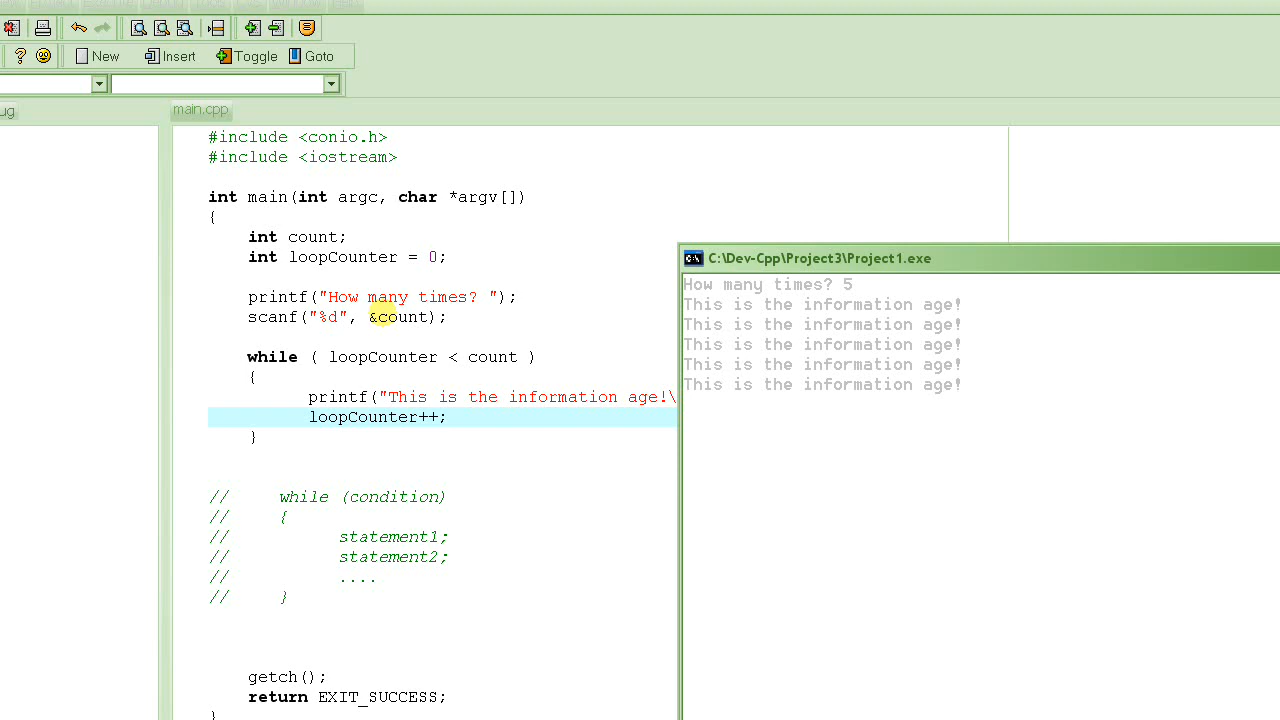 New Insert Toggle Goto
ug main.cpp
#include <conio.h>
#include <iostream>
int main(int argc, char *argv[])
{
int count;
int loopCounter = 0;
printf("How many times? ");
scanf("%d", &count);
while ( loopCounter < count )
{
printf("This is the information age!\
loopCounter++;
}
// while (condition)
// {
// statement1;
// statement2;
// ....
// }
getch();
return EXIT_SUCCESS;
}
C:\Dev-Cpp\Project3\Project1.exe
How many times? 5
This is the information age!
This is the information age!
This is the information age!
This is the information age!
This is the information age!